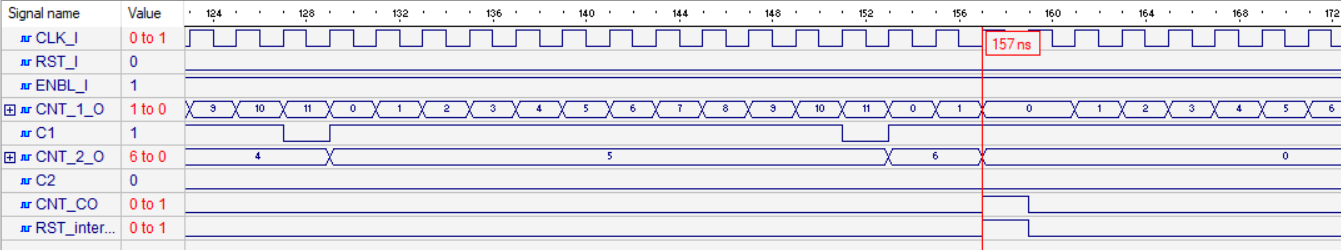 Signal name Value 124 128 132 136 140 144 148 152 156 160 164 168 172
CLK_I 0 to 1 157 ns
RST_I 0
ENBL_I 1
CNT_1_O 1 to 0 9 10 11 0 1 2 3 4 5 6 7 8 9 10 11 0 1 0 1 2 3 4 5 6
C1 1
CNT_2_O 6 to 0 4 5 6 0
C2 0
CNT_CO 0 to 1
RST_inter... 0 to 1